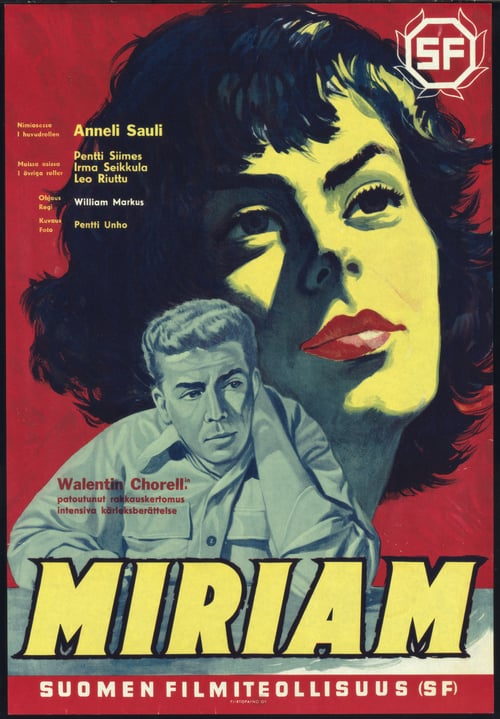 SF
Nimiosassa
I huvudrollen
Anneli Sauli
Muissa osissa
I övriga roller
Pentti Siimes
Irma Seikkula
Leo Riuttu
Ohjaus
Regi
William Markus
Kuvaus
Foto
Pentti Unho
Walentin Chorell:in
patoutunut rakkauskertomus
intensiva kärleksberättelse
MIRIAM
SUOMEN FILMITEOLLISUUS (SF)